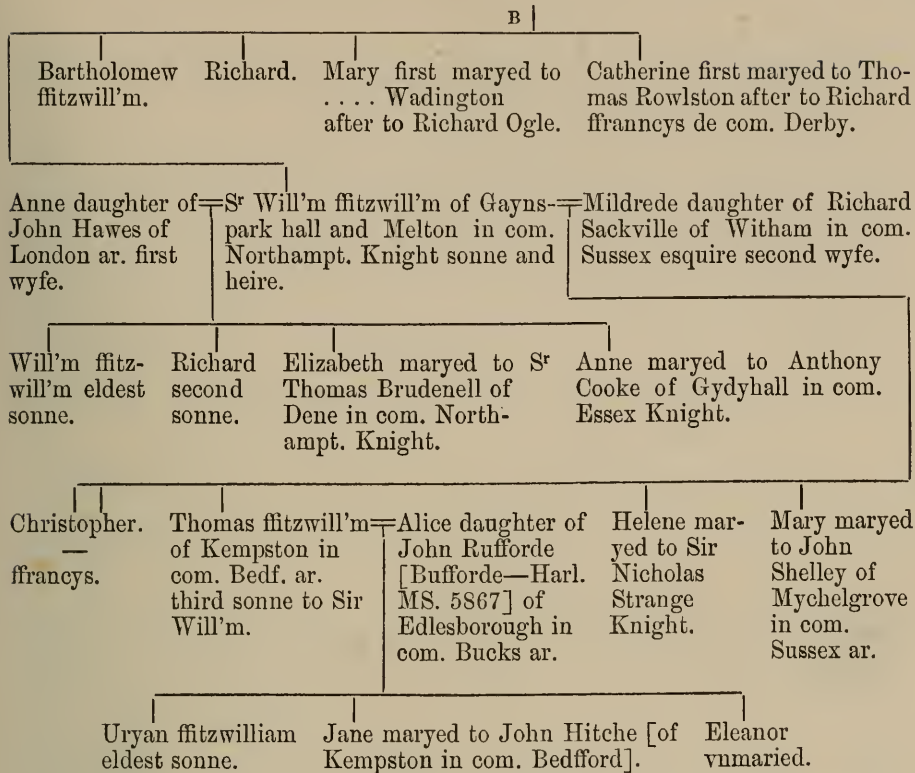 B
Bartholomew
ffitzwill'm.
Richard.
Mary first maryed to
. . . . Wadington
after to Richard Ogle.
Catherine first maryed to Tho-
mas Rowlston after to Richard
ffranncys de com. Derby.
Anne daughter of
John Hawes of
London ar. first
wyfe.
Sr Will'm ffitzwill'm of Gayns-
park hall and Melton in com.
Northampt. Knight sonne and
heire.
Mildrede daughter of Richard
Sackville of Witham in com.
Sussex esquire second wyfe.
Will'm ffitz-
will'm eldest
sonne.
Richard
second
sonne.
Elizabeth maryed to Sr
Thomas Brudenell of
Dene in com. North-
ampt. Knight.
Anne maryed to Anthony
Cooke of Gydyhall in com.
Essex Knight.
Christopher.
—
ffrancys.
Thomas ffitzwill'm
of Kempston in
com. Bedf. ar.
third sonne to Sir
Will'm.
Alice daughter of
John Rufforde
[Bufforde—Harl.
MS. 5867] of
Edlesborough in
com. Bucks ar.
Helene mar-
yed to Sir
Nicholas
Strange
Knight.
Mary maryed
to John
Shelley of
Mychelgrove
in com.
Sussex ar.
Uryan ffitzwilliam
eldest sonne.
Jane maryed to John Hitche [of
Kempston in com. Bedfford].
Eleanor
vnmaried.